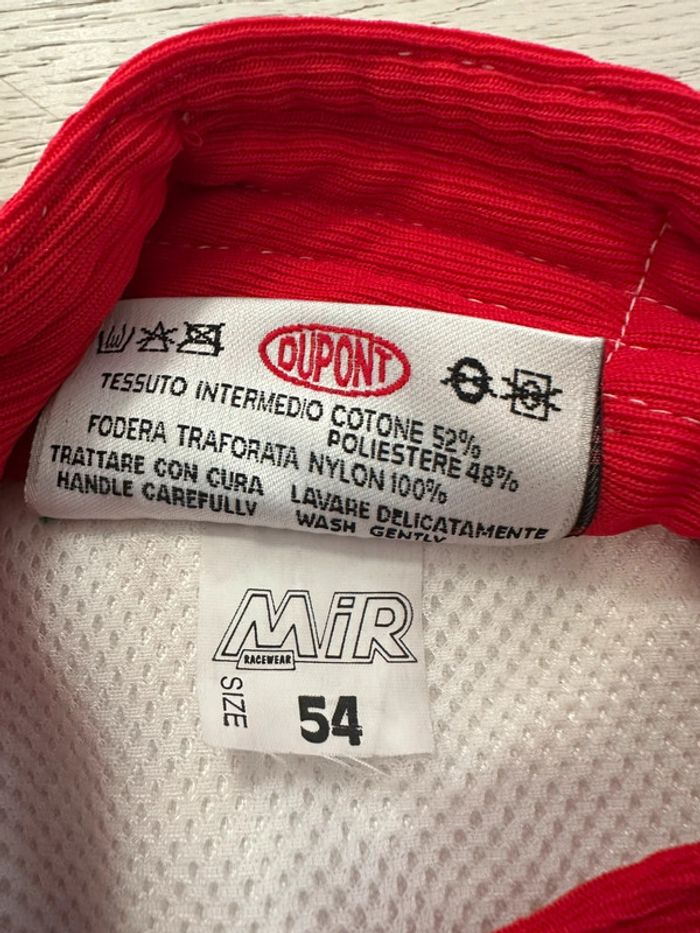 DUPONT
TESSUTO INTERMEDIO COTONE 52%
POLIESTERE 48%
FODERA TRAFORATA NYLON 100%
TRATTARE CON CURA
HANDLE CAREFULLY
LAVARE DELICATAMENTE
WASH GENTLY
MiR
RACEWEAR
SIZE 54